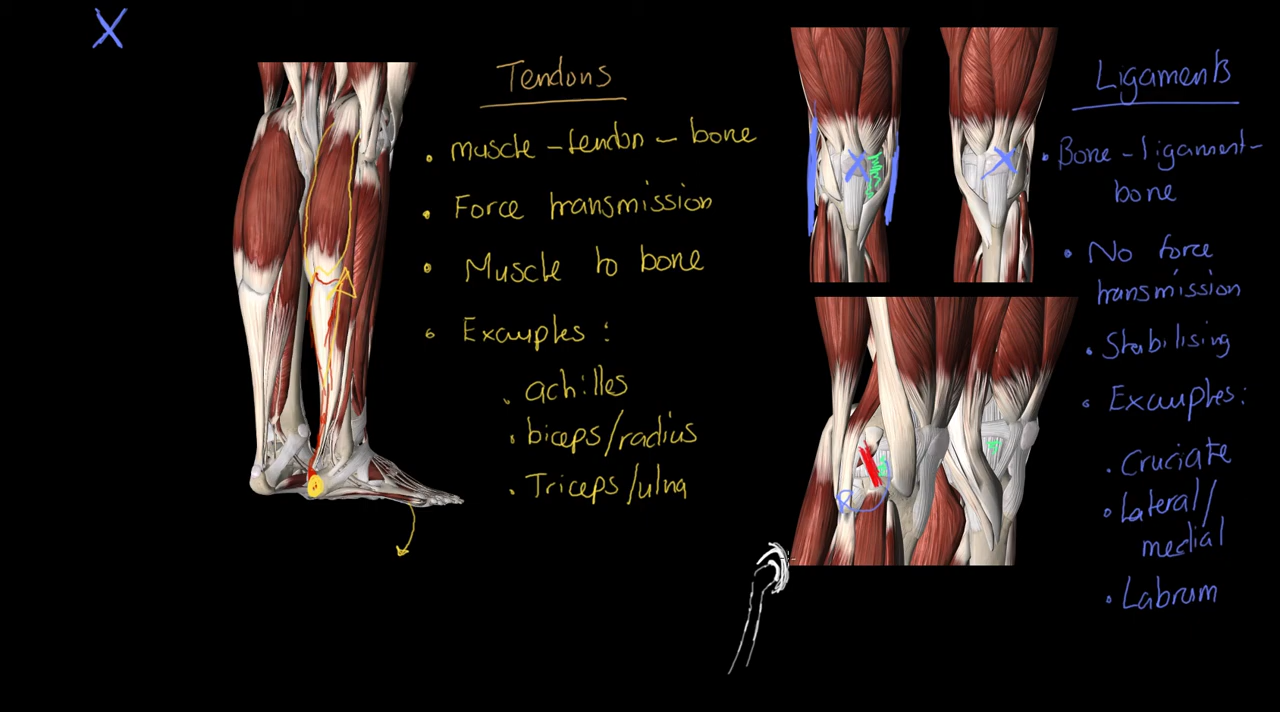 Tendons
• Muscle – tendon – bone
• Force transmission
• Muscle to bone
• Examples:
• achilles
• biceps/radius
• Triceps/ulna
Ligaments
• Bone – ligament –
bone
• No force
transmission
• Stabilising
• Examples:
• Cruciate
• Lateral/
medial
• Labrum